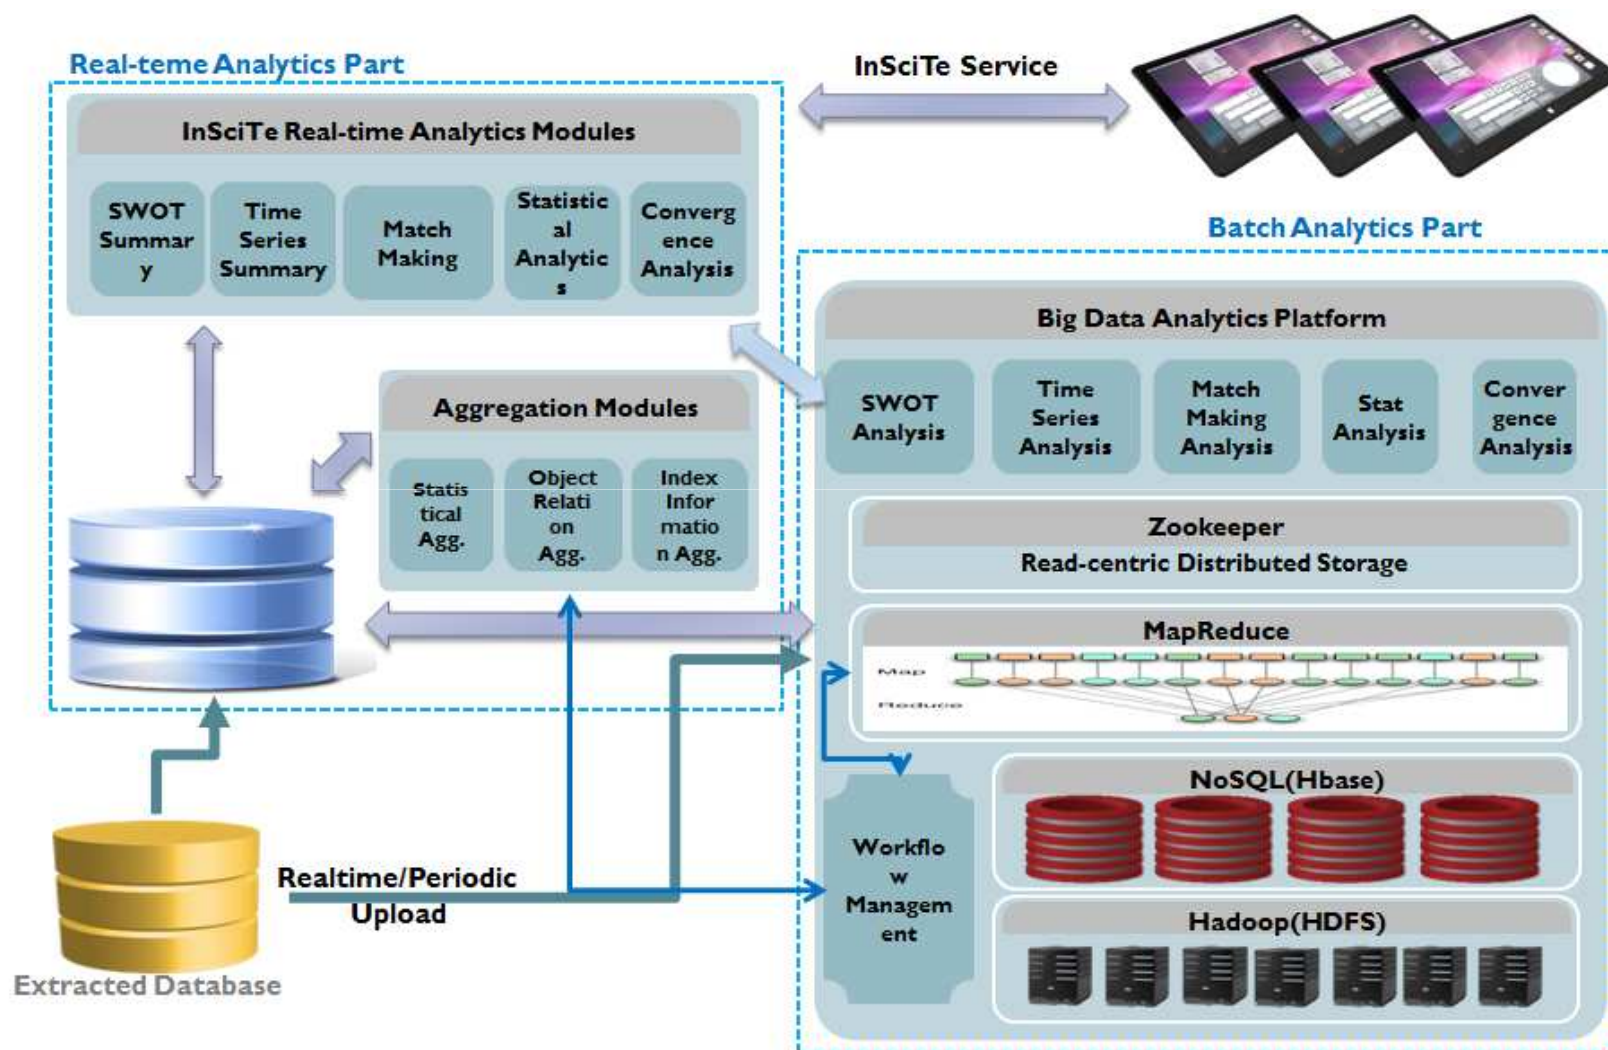 Real-teme Analytics Part
InSciTe Service
InSciTe Real-time Analytics Modules
SWOT
Summar
y
Time
Series
Summary
Match
Making
Statistic
al
Analytic
s
Converg
ence
Analysis
Batch Analytics Part
Big Data Analytics Platform
SWOT
Analysis
Time
Series
Analysis
Match
Making
Analysis
Stat
Analysis
Conver
gence
Analysis
Aggregation Modules
Statis
tical
Agg.
Object
Relati
on
Agg.
Index
Infor
matio
n Agg.
Zookeeper
Read-centric Distributed Storage
MapReduce
Map
Reduce
NoSQL(Hbase)
Workflo
w
Managem
ent
Hadoop(HDFS)
Realtime/Periodic
Upload
Extracted Database